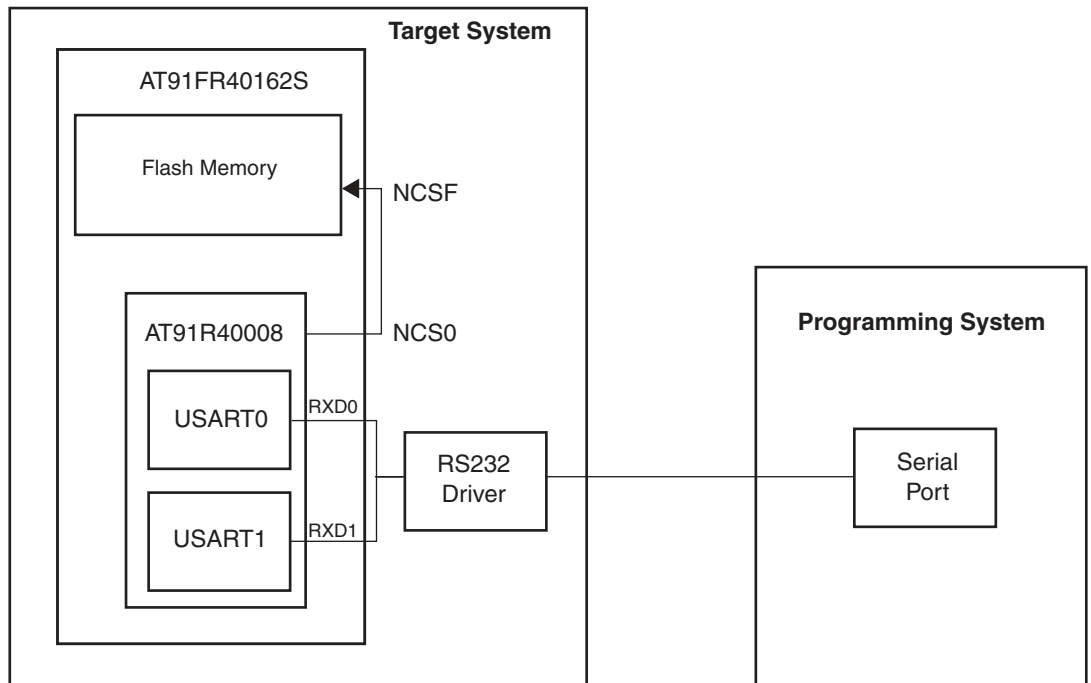 Target System
AT91FR40162S
Flash Memory
NCSF
AT91R40008
NCS0
USART0
RXD0
USART1
RXD1
RS232
Driver
Programming System
Serial
Port